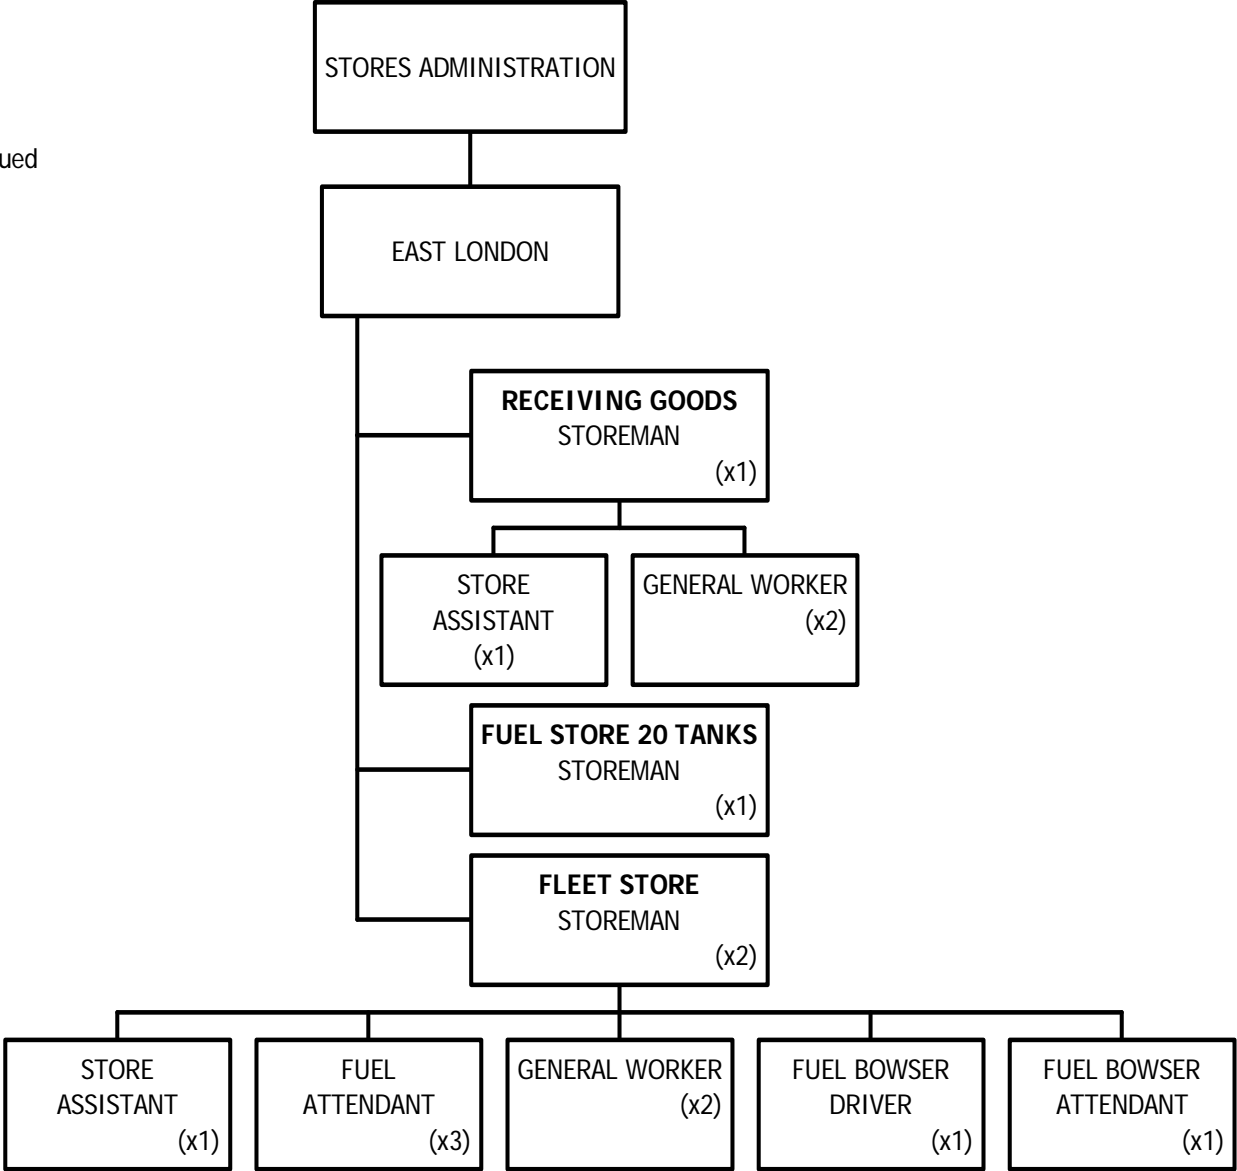 STORES ADMINISTRATION
ued
EAST LONDON
RECEIVING GOODS
STOREMAN
(x1)
STORE
ASSISTANT
(x1)
GENERAL WORKER
(x2)
FUEL STORE 20 TANKS
STOREMAN
(x1)
FLEET STORE
STOREMAN
(x2)
STORE
ASSISTANT
(x1)
FUEL
ATTENDANT
(x3)
GENERAL WORKER
(x2)
FUEL BOWSER
DRIVER
(x1)
FUEL BOWSER
ATTENDANT
(x1)